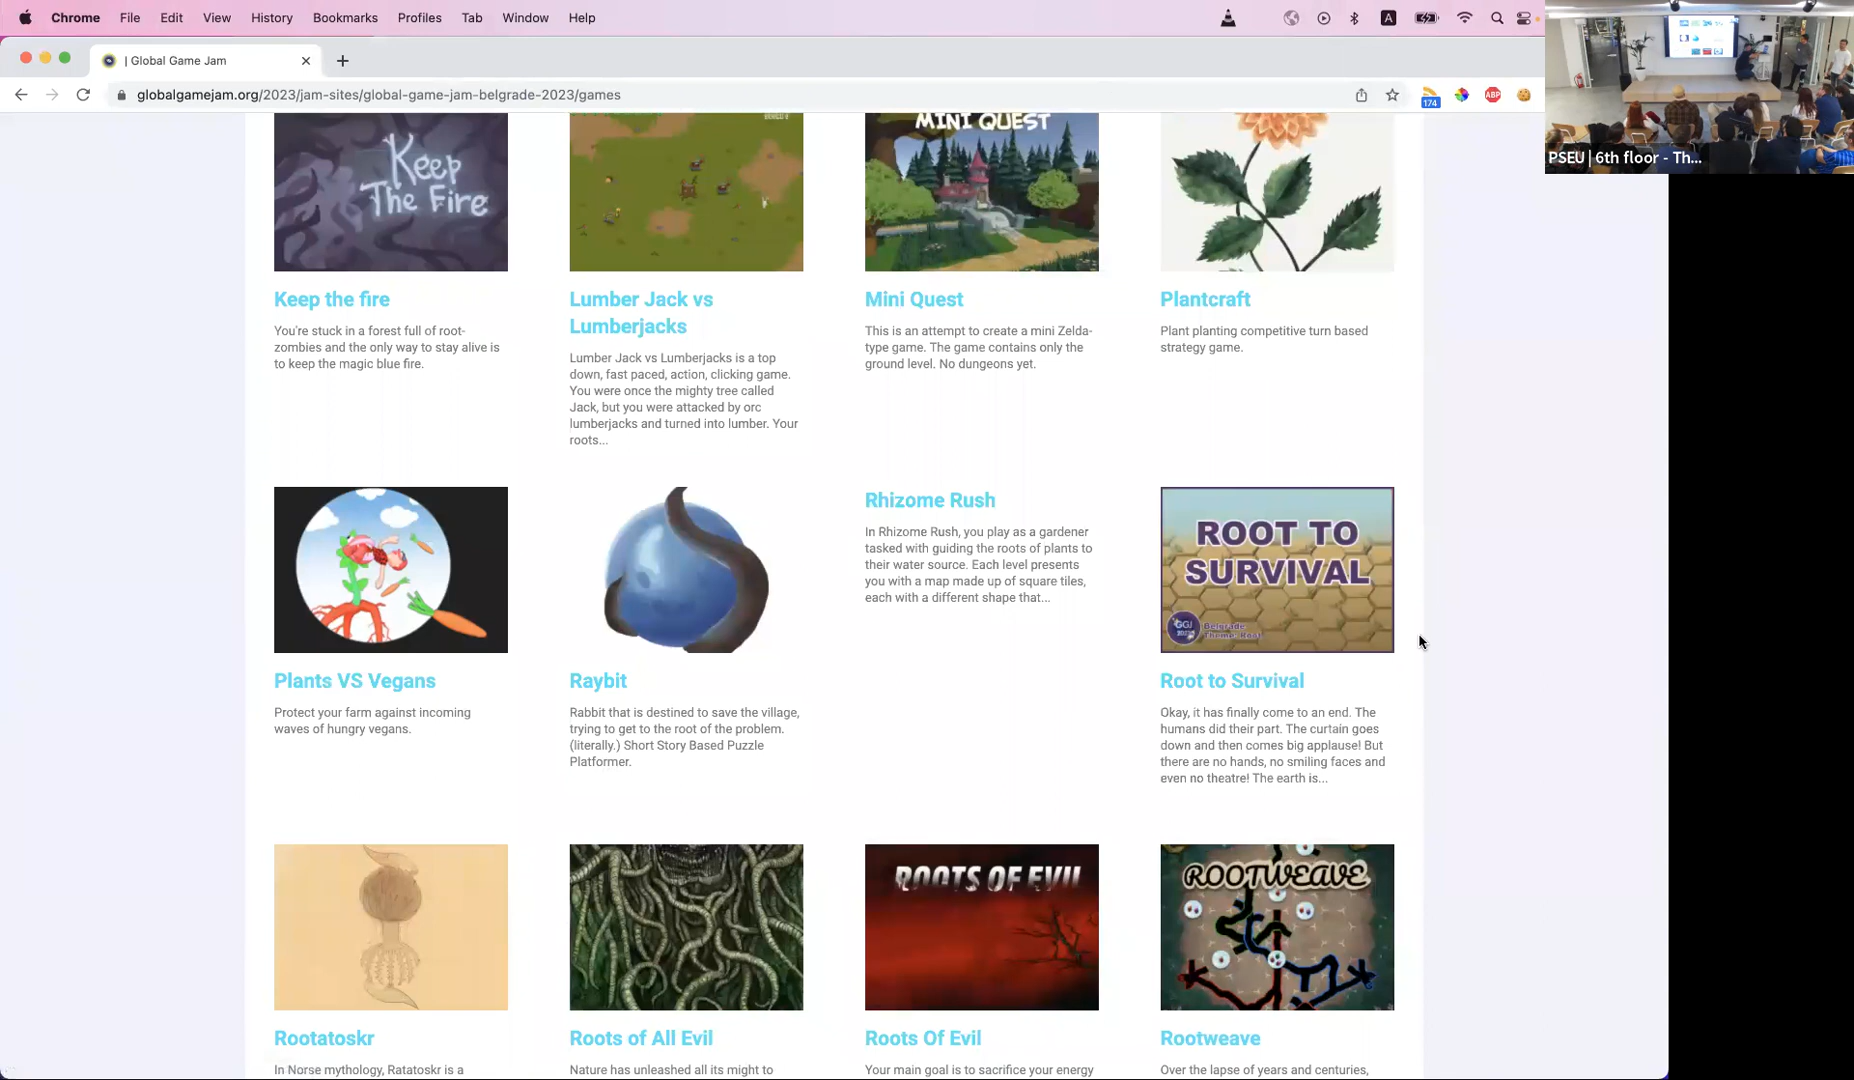 Chrome File Edit View History Bookmarks Profiles Tab Window Help
| Global Game Jam
globalgamejam.org/2023/jam-sites/global-game-jam-belgrade-2023/games
174
ABP
PSEU | 6th floor - Th...
Keep
The Fire
MINI QUEST
Keep the fire
You're stuck in a forest full of root-
zombies and the only way to stay alive is
to keep the magic blue fire.
Lumber Jack vs
Lumberjacks
Lumber Jack vs Lumberjacks is a top
down, fast paced, action, clicking game.
You were once the mighty tree called
Jack, but you were attacked by orc
lumberjacks and turned into lumber. Your
roots...
Mini Quest
This is an attempt to create a mini Zelda-
type game. The game contains only the
ground level. No dungeons yet.
Plantcraft
Plant planting competitive turn based
strategy game.
Plants VS Vegans
Protect your farm against incoming
waves of hungry vegans.
Raybit
Rabbit that is destined to save the village,
trying to get to the root of the problem.
(literally.) Short Story Based Puzzle
Platformer.
Rhizome Rush
In Rhizome Rush, you play as a gardener
tasked with guiding the roots of plants to
their water source. Each level presents
you with a map made up of square tiles,
each with a different shape that...
ROOT TO
SURVIVAL
GGJ
Belgrade
Theme: Root
Root to Survival
Okay, it has finally come to an end. The
humans did their part. The curtain goes
down and then comes big applause! But
there are no hands, no smiling faces and
even no theatre! The earth is...
ROOTS OF EVIL
ROOTWEAVE
Rootatoskr
In Norse mythology, Ratatoskr is a
Roots of All Evil
Nature has unleashed all its might to
Roots Of Evil
Your main goal is to sacrifice your energy
Rootweave
Over the lapse of years and centuries,